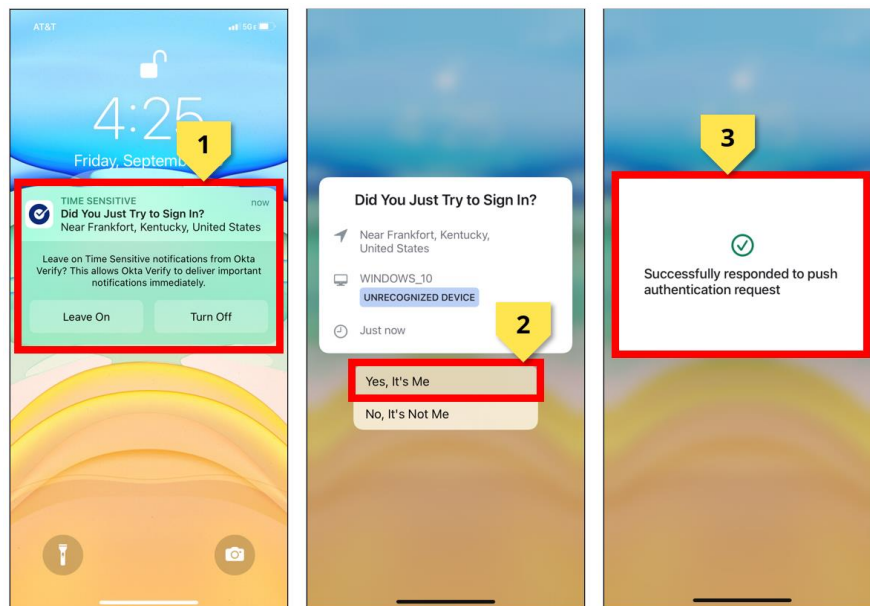 AT&T
5G
4:25
1
Friday,
TIME SENSITIVE
now
Did You Just Try to Sign In?
Near Frankfort, Kentucky, United States
Leave on Time Sensitive notifications from Okta
Verify? This allows Okta Verify to deliver important
notifications immediately.
Leave On
Turn Off
Did You Just Try to Sign In?
Near Frankfort, Kentucky,
United States
WINDOWS_10
UNRECOGNIZED DEVICE
Just now
2
Yes, It's Me
No, It's Not Me
3
Successfully responded to push
authentication request